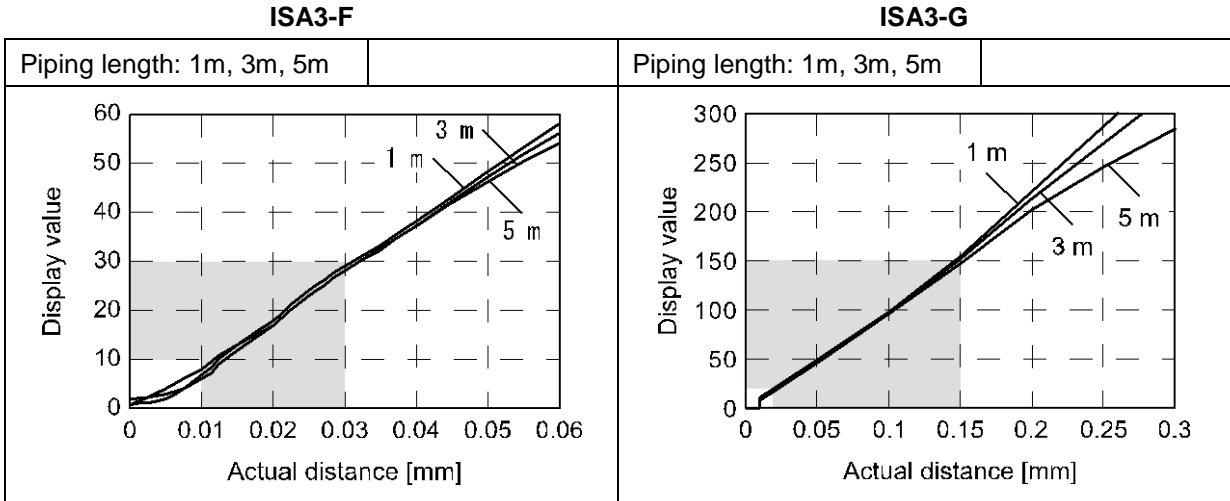 ISA3-F
Piping length: 1m, 3m, 5m
60
50
40
30
20
10
0
Display value
3 m
1 m
5 m
0 0.01 0.02 0.03 0.04 0.05 0.06
Actual distance [mm]
ISA3-G
Piping length: 1m, 3m, 5m
300
250
200
150
100
50
0
Display value
1 m
5 m
3 m
0 0.05 0.1 0.15 0.2 0.25 0.3
Actual distance [mm]